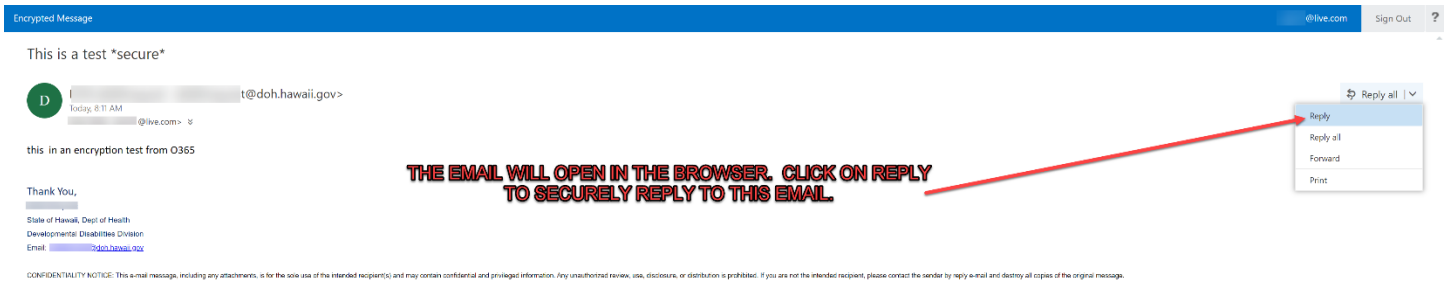 Encrypted Message
@live.com Sign Out ?
This is a test *secure*
D
t@doh.hawaii.gov>
Today, 8:11 AM
@live.com>
Reply all
Reply
Reply all
Forward
Print
this in an encryption test from O365
THE EMAIL WILL OPEN IN THE BROWSER. CLICK ON REPLY
TO SECURELY REPLY TO THIS EMAIL.
Thank You,
State of Hawaii, Dept of Health
Developmental Disabilities Division
Email: @doh.hawaii.gov
CONFIDENTIALITY NOTICE: This e-mail message, including any attachments, is for the sole use of the intended recipient(s) and may contain confidential and privileged information. Any unauthorized review, use, disclosure, or distribution is prohibited. If you are not the intended recipient, please contact the sender by reply e-mail and destroy all copies of the original message.